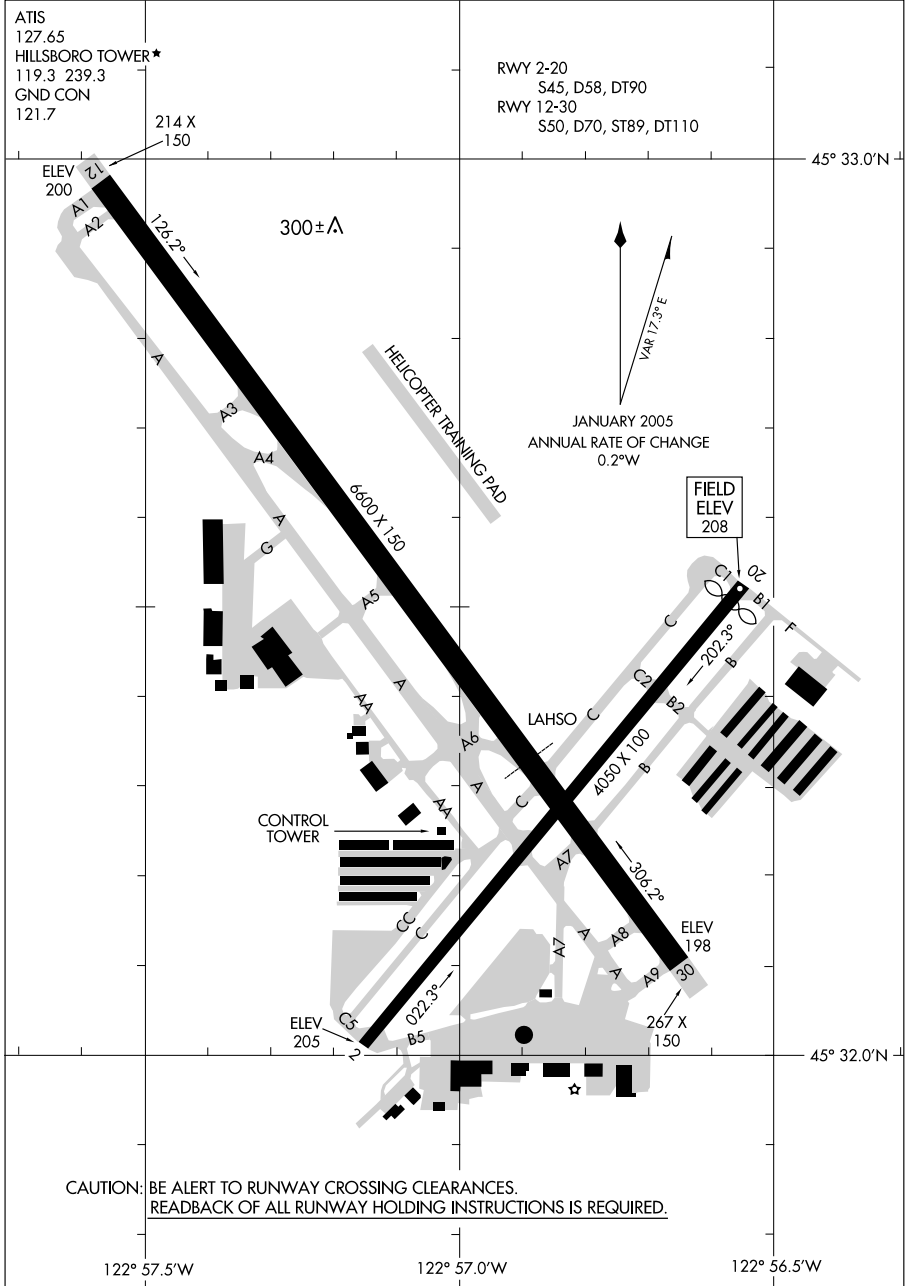 ATIS
127.65
HILLSBORO TOWER★
119.3 239.3
GND CON
121.7
RWY 2-20
S45, D58, DT90
RWY 12-30
S50, D70, ST89, DT110
214 X
150
45° 33.0'N
ELEV
200
12
A1
A2
126.2°
300±
VAR 17.3° E
A
HELICOPTER TRAINING PAD
JANUARY 2005
ANNUAL RATE OF CHANGE
0.2°W
A3
A4
6600 X 150
FIELD
ELEV
208
A
G
C1
20
B1
F
A5
C
202.3°
B
C2
A
AA
B2
LAHSO
C
A6
4050 X 100
B
A
C
AA
CONTROL
TOWER
A7
306.2°
CC
C
A8
ELEV
198
A
A7
A
A9
30
022.3°
C5
ELEV
205
2
B5
267 X
150
45° 32.0'N
CAUTION: BE ALERT TO RUNWAY CROSSING CLEARANCES.
READBACK OF ALL RUNWAY HOLDING INSTRUCTIONS IS REQUIRED.
122° 57.5'W
122° 57.0'W
122° 56.5'W